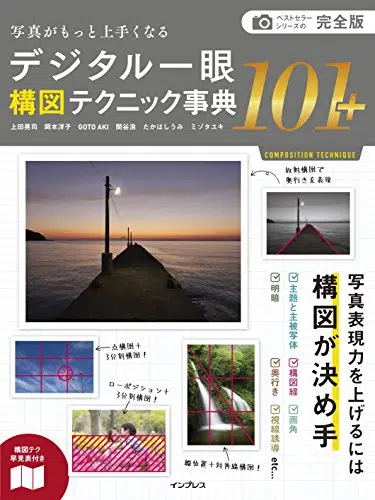 写真がもっと上手くなる
ベストセラー
シリーズの
完全版
デジタル一眼
構図テクニック事典
101+
上田晃司 岡本洋子 GOTO AKI 関谷浩 たかはしうみ ミゾタユキ
COMPOSITION TECHNIQUE
放射構図で
奥行きを表現
写真表現力を上げるには
構図が決め手
主題と主被写体
構図線
画角
明暗
奥行き
視線誘導
etc...
点構図+
3分割構図!
ローポジション+
3分割構図!
縦位置+対角線構図!
構図テク
早見表付き
インプレス